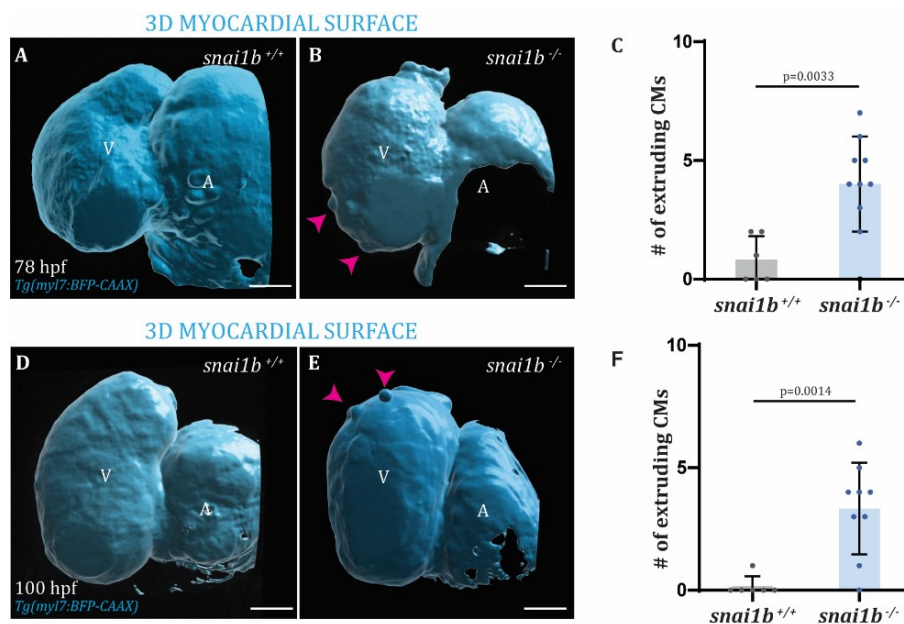 3D MYOCARDIAL SURFACE
A snai1b +/+
V
A
78 hpf
Tg(myl7:BFP-CAAX)
B snai1b -/-
V
A
C
10
p=0.0033
5
0
# of extruding CMs
snai1b +/+ snai1b -/-
3D MYOCARDIAL SURFACE
D snai1b +/+
V
A
100 hpf
Tg(myl7:BFP-CAAX)
E snai1b -/-
V
A
F
10
p=0.0014
5
0
# of extruding CMs
snai1b +/+ snai1b -/-